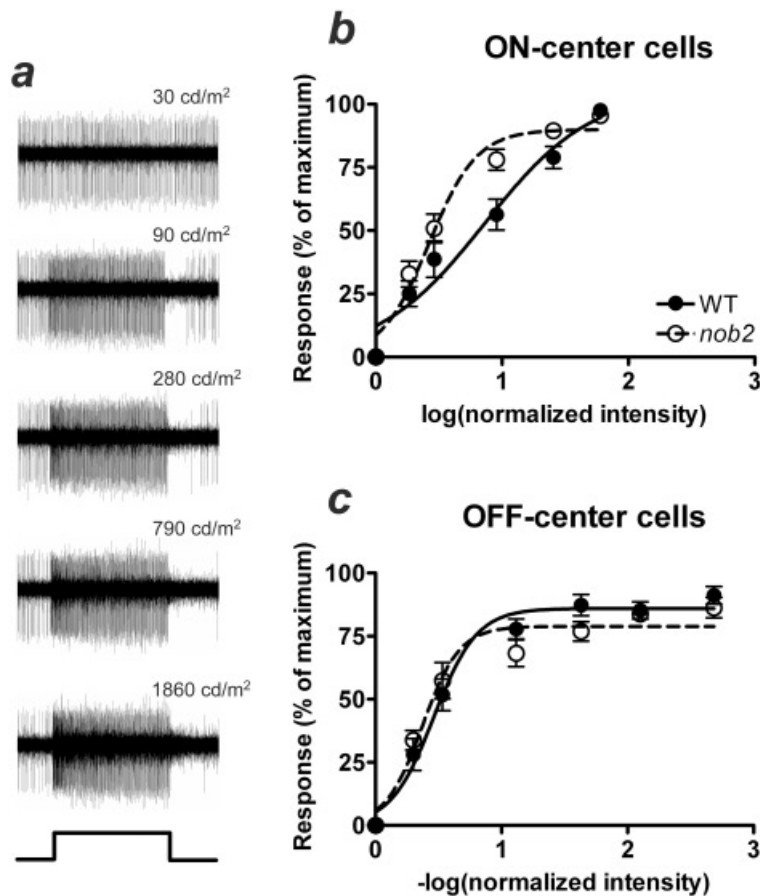 a
30 cd/m²
90 cd/m²
280 cd/m²
790 cd/m²
1860 cd/m²
b
ON-center cells
Response (% of maximum)
100
75
50
25
0
0
1
2
3
log(normalized intensity)
WT
nob2
c
OFF-center cells
Response (% of maximum)
100
75
50
25
0
0
1
2
3
-log(normalized intensity)